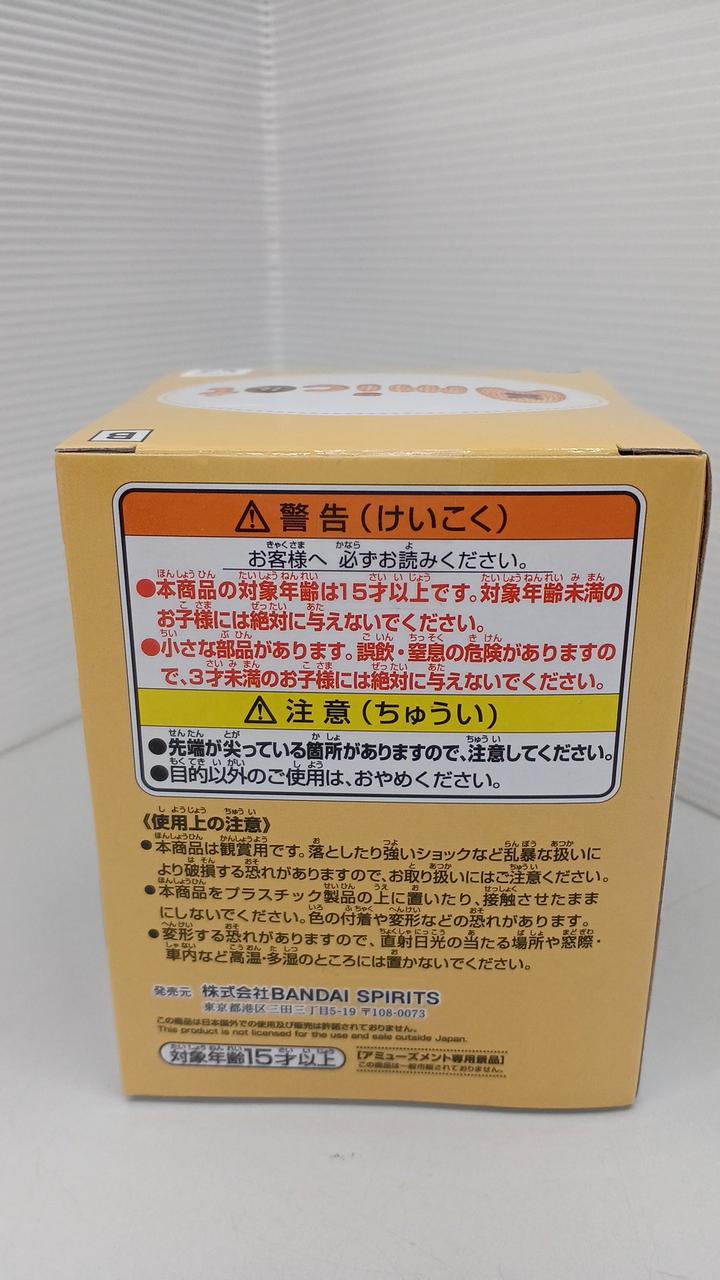 B
⚠ 警告(けいこく)
お客様へ 必ずお読みください。
●本商品の対象年齢は15才以上です。対象年齢未満の
お子様には絶対に与えないでください。
●小さな部品があります。誤飲・窒息の危険がありますの
で、3才未満のお子様には絶対に与えないでください。
⚠ 注意(ちゅうい)
●先端が尖っている箇所がありますので、注意してください。
●目的以外のご使用は、おやめください。
《使用上の注意》
●本商品は観賞用です。落としたり強いショックなど乱暴な扱いに
より破損する恐れがありますので、お取り扱いにはご注意ください。
●本商品をプラスチック製品の上に置いたり、接触させたまま
にしないでください。色の付着や変形などの恐れがあります。
●変形する恐れがありますので、直射日光の当たる場所や窓際・
車内など高温・多湿のところには置かないでください。
発売元 株式会社BANDAI SPIRITS
東京都港区三田三丁目5-19 〒108-0073
この商品は日本国外での使用及び販売は許諾されておりません。
This product is not licensed for the use and sale outside Japan.
対象年齢15才以上
[アミューズメント専用景品]
この商品は一般市販されておりません。